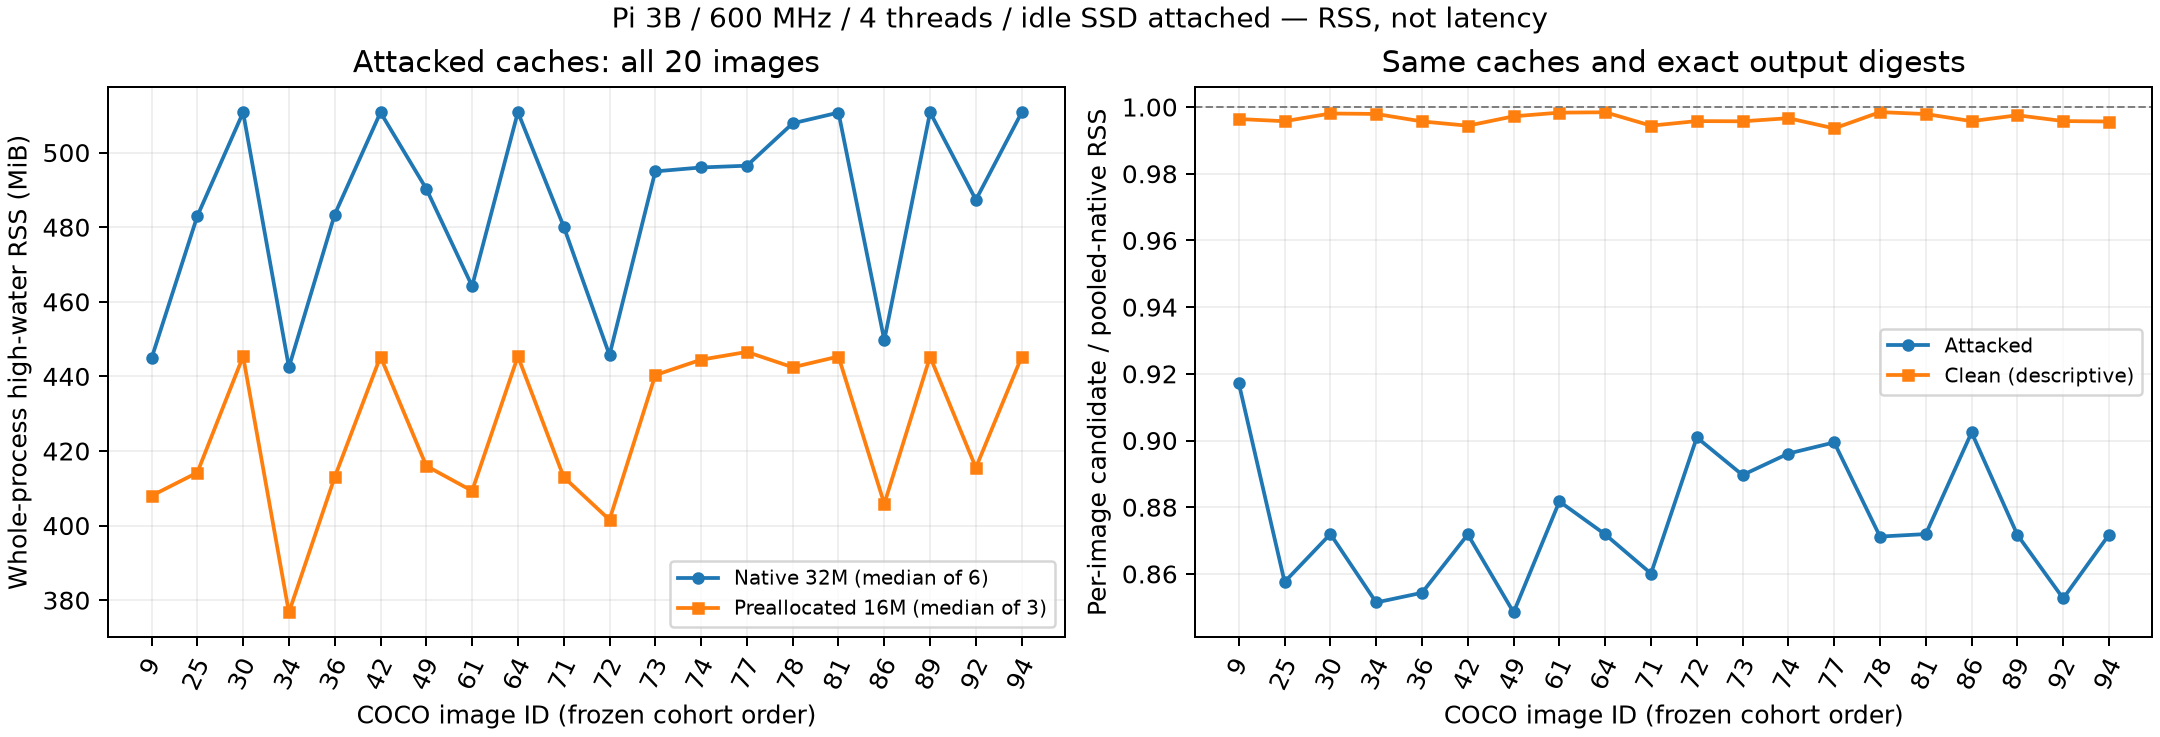 Pi 3B / 600 MHz / 4 threads / idle SSD attached — RSS, not latency
Attacked caches: all 20 images
Whole-process high-water RSS (MiB)
500
480
460
440
420
400
380
Native 32M (median of 6)
Preallocated 16M (median of 3)
9 25 30 34 36 42 49 61 64 71 72 73 74 77 78 81 86 89 92 94
COCO image ID (frozen cohort order)
Same caches and exact output digests
Per-image candidate / pooled-native RSS
1.00
0.98
0.96
0.94
0.92
0.90
0.88
0.86
Attacked
Clean (descriptive)
9 25 30 34 36 42 49 61 64 71 72 73 74 77 78 81 86 89 92 94
COCO image ID (frozen cohort order)